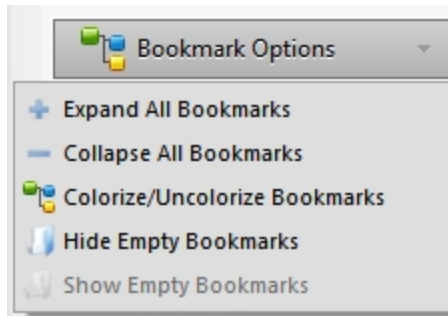 Bookmark Options
Expand All Bookmarks
Collapse All Bookmarks
Colorize/Uncolorize Bookmarks
Hide Empty Bookmarks
Show Empty Bookmarks